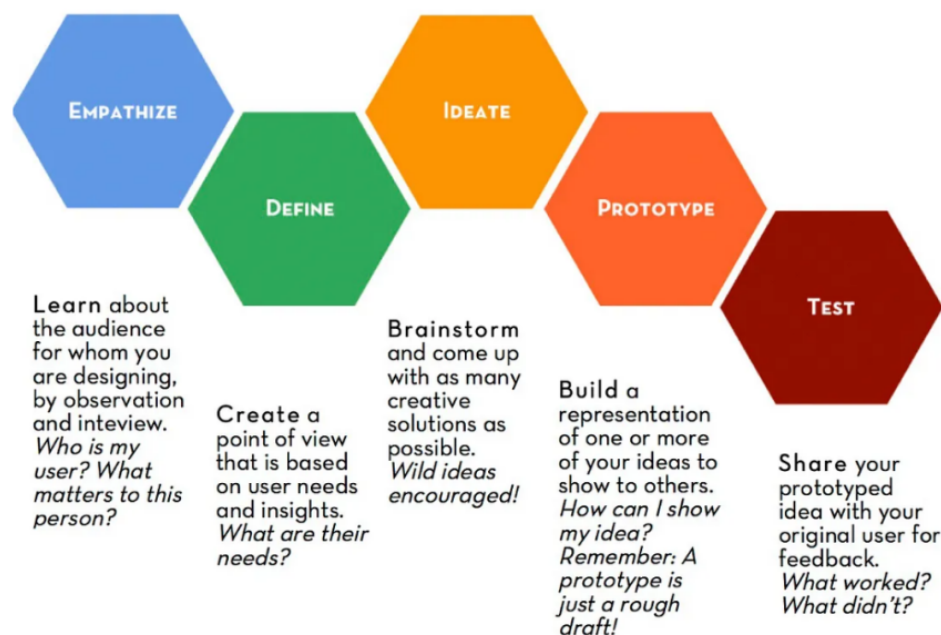 EMPATHIZE
DEFINE
IDEATE
PROTOTYPE
TEST
Learn about
the audience
for whom you
are designing,
by observation
and inteview.
Who is my
user? What
matters to this
person?
Create a
point of view
that is based
on user needs
and insights.
What are their
needs?
Brainstorm
and come up
with as many
creative
solutions as
possible.
Wild ideas
encouraged!
Build a
representation
of one or more
of your ideas to
show to others.
How can I show
my idea?
Remember: A
prototype is
just a rough
draft!
Share your
prototyped
idea with your
original user for
feedback.
What worked?
What didn't?